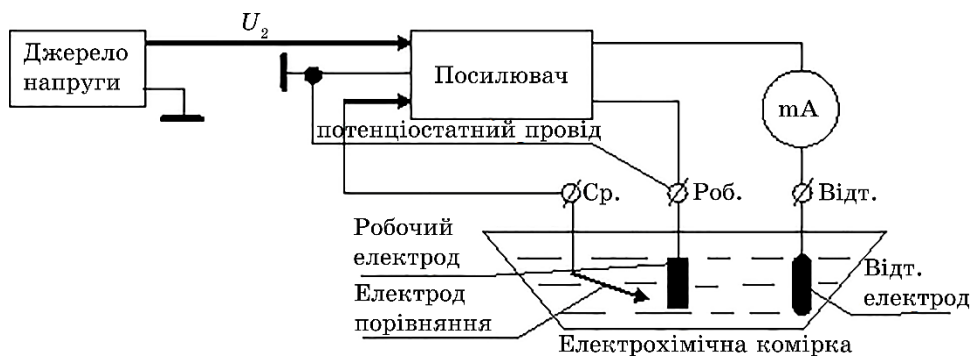 U₂
Джерело
напруги
Посилювач
mA
потенціостатний провід
Ср.
Роб.
Відт.
Робочий
електрод
Електрод
порівняння
Відт.
електрод
Електрохімічна комірка